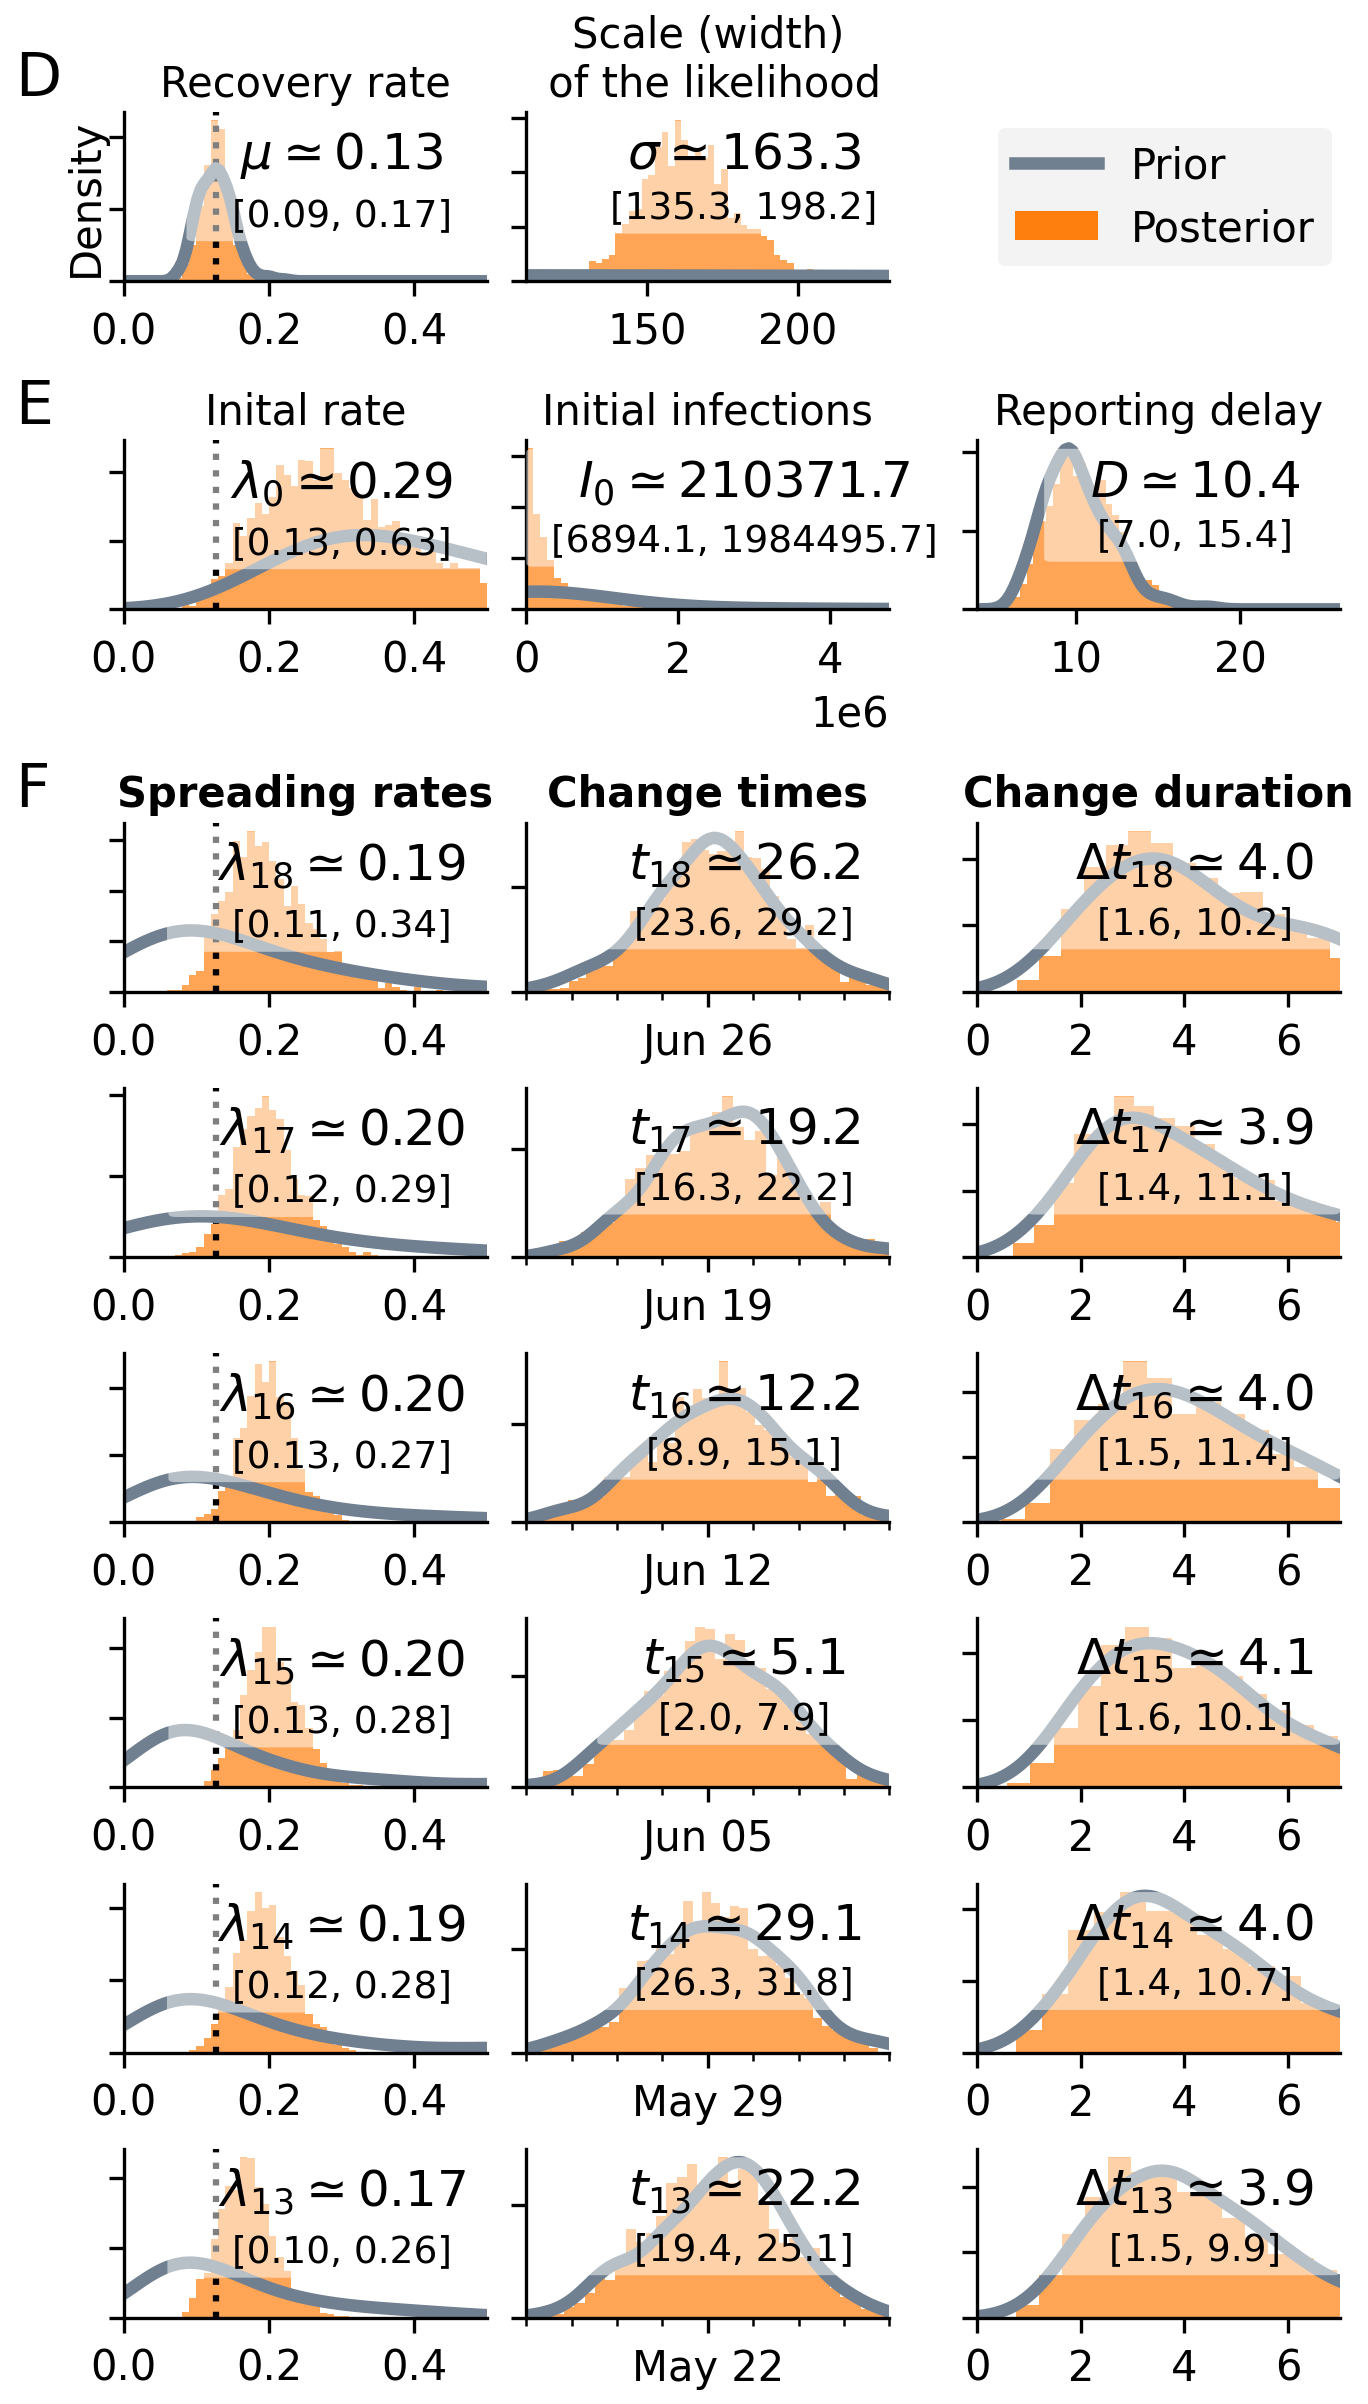 D
Recovery rate
Scale (width)
of the likelihood
Density
μ ≃ 0.13
[0.09, 0.17]
0.0 0.2 0.4
σ ≃ 163.3
[135.3, 198.2]
150 200
Prior
Posterior
E
Inital rate
λ0 ≃ 0.29
[0.13, 0.63]
0.0 0.2 0.4
Initial infections
I0 ≃ 210371.7
[6894.1, 1984495.7]
0 2 4
1e6
Reporting delay
D ≃ 10.4
[7.0, 15.4]
10 20
F
Spreading rates
Change times
Change duration
λ18 ≃ 0.19
[0.11, 0.34]
0.0 0.2 0.4
t18 ≃ 26.2
[23.6, 29.2]
Jun 26
Δt18 ≃ 4.0
[1.6, 10.2]
0 2 4 6
λ17 ≃ 0.20
[0.12, 0.29]
0.0 0.2 0.4
t17 ≃ 19.2
[16.3, 22.2]
Jun 19
Δt17 ≃ 3.9
[1.4, 11.1]
0 2 4 6
λ16 ≃ 0.20
[0.13, 0.27]
0.0 0.2 0.4
t16 ≃ 12.2
[8.9, 15.1]
Jun 12
Δt16 ≃ 4.0
[1.5, 11.4]
0 2 4 6
λ15 ≃ 0.20
[0.13, 0.28]
0.0 0.2 0.4
t15 ≃ 5.1
[2.0, 7.9]
Jun 05
Δt15 ≃ 4.1
[1.6, 10.1]
0 2 4 6
λ14 ≃ 0.19
[0.12, 0.28]
0.0 0.2 0.4
t14 ≃ 29.1
[26.3, 31.8]
May 29
Δt14 ≃ 4.0
[1.4, 10.7]
0 2 4 6
λ13 ≃ 0.17
[0.10, 0.26]
0.0 0.2 0.4
t13 ≃ 22.2
[19.4, 25.1]
May 22
Δt13 ≃ 3.9
[1.5, 9.9]
0 2 4 6